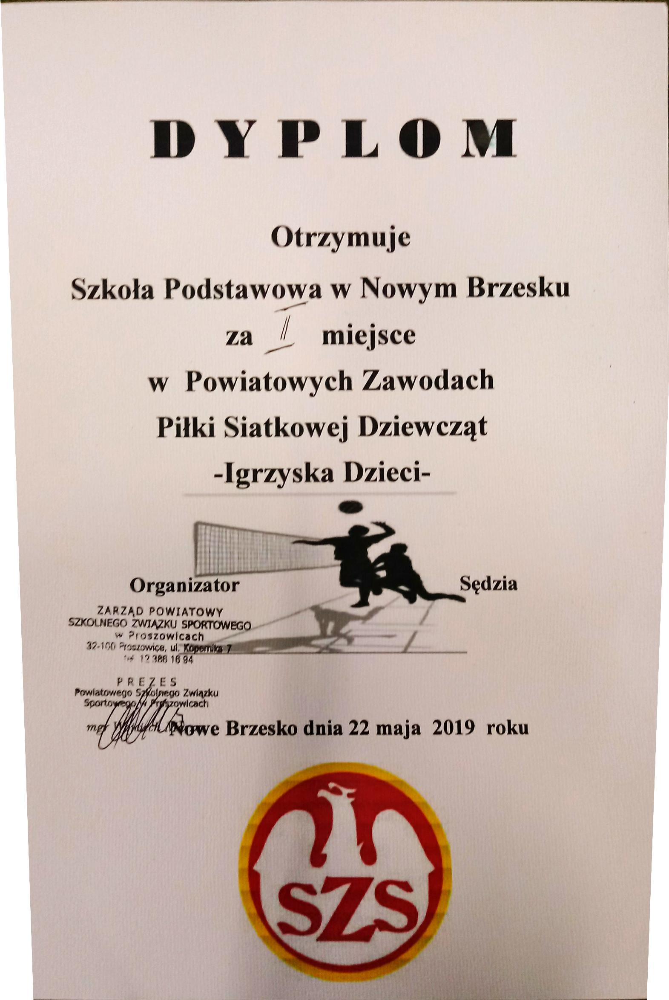 DYPLOM
Otrzymuje
Szkoła Podstawowa w Nowym Brzesku
za II miejsce
w Powiatowych Zawodach
Piłki Siatkowej Dziewcząt
-Igrzyska Dzieci-
Organizator
Sędzia
ZARZĄD POWIATOWY
SZKOLNEGO ZWIĄZKU SPORTOWEGO
w Proszowicach
32-100 Proszowice, ul. Kopernika 7
tel. 12 386 16 94
PREZES
Powiatowego Szkolnego Związku
Sportowego w Proszowicach
mgr
Nowe Brzesko dnia 22 maja 2019 roku
SZS